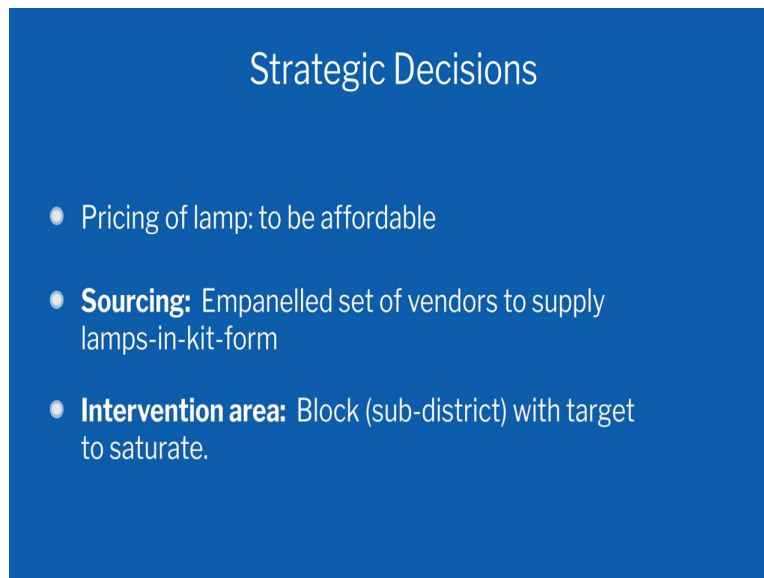 Strategic Decisions
Pricing of lamp: to be affordable
Sourcing: Empanelled set of vendors to supply
lamps-in-kit-form
Intervention area: Block (sub-district) with target
to saturate.